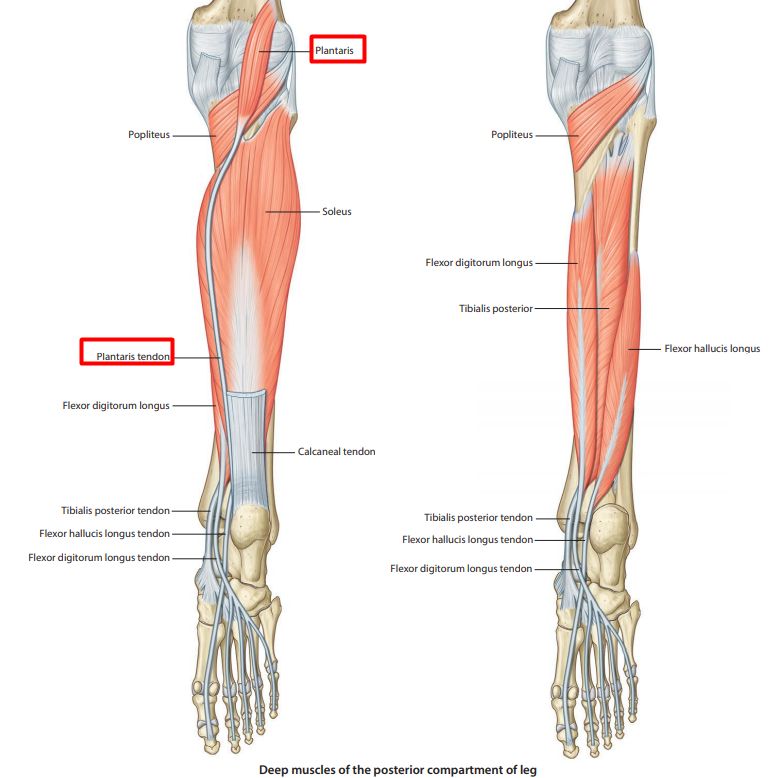 Plantaris
Popliteus
Soleus
Plantaris tendon
Flexor digitorum longus
Calcaneal tendon
Tibialis posterior tendon
Flexor hallucis longus tendon
Flexor digitorum longus tendon
Popliteus
Flexor digitorum longus
Tibialis posterior
Flexor hallucis longus
Tibialis posterior tendon
Flexor hallucis longus tendon
Flexor digitorum longus tendon
Deep muscles of the posterior compartment of leg